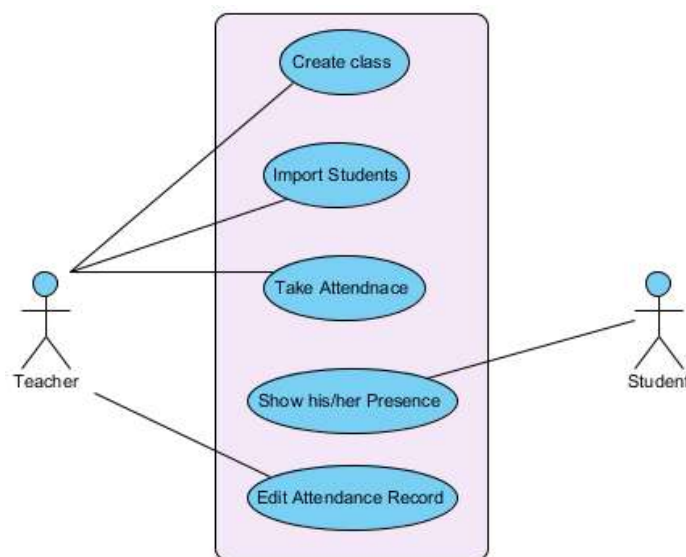 Create class
Import Students
Take Attendnace
Teacher
Student
Show his/her Presence
Edit Attendance Record